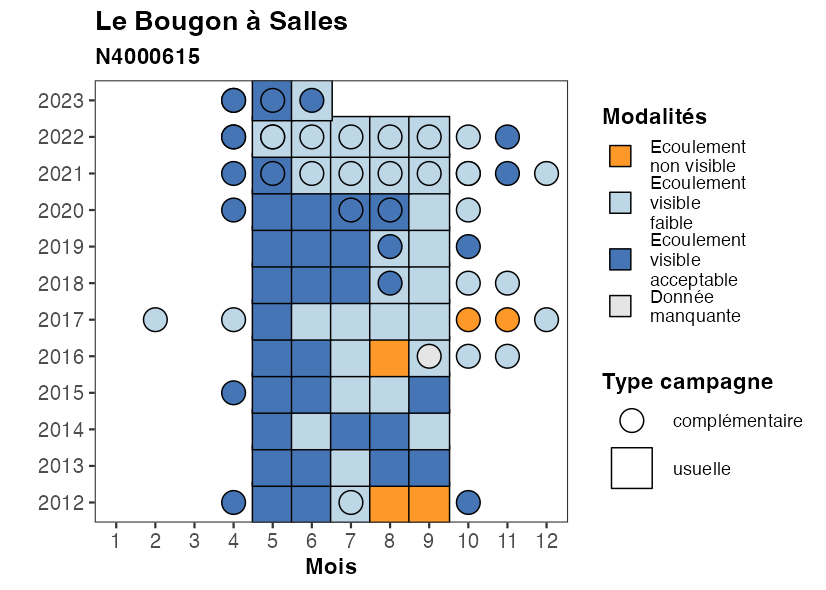 Le Bougon à Salles
N4000615
2023
2022
2021
2020
2019
2018
2017
2016
2015
2014
2013
2012
1 2 3 4 5 6 7 8 9 10 11 12
Mois
Modalités
Ecoulement
non visible
Ecoulement
visible
faible
Ecoulement
visible
acceptable
Donnée
manquante
Type campagne
complémentaire
usuelle